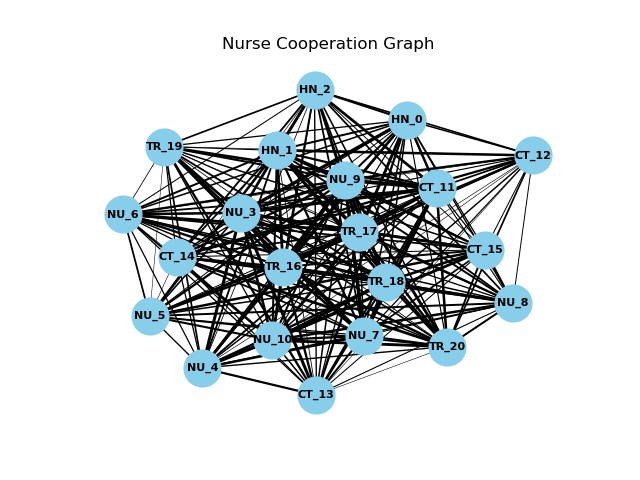 Nurse Cooperation Graph
HN_2
HN_0
TR_19
HN_1
CT_12
NU_9
CT_11
NU_6
NU_3
TR_17
CT_14
CT_15
TR_16
TR_18
NU_8
NU_5
NU_10
NU_7
TR_20
NU_4
CT_13